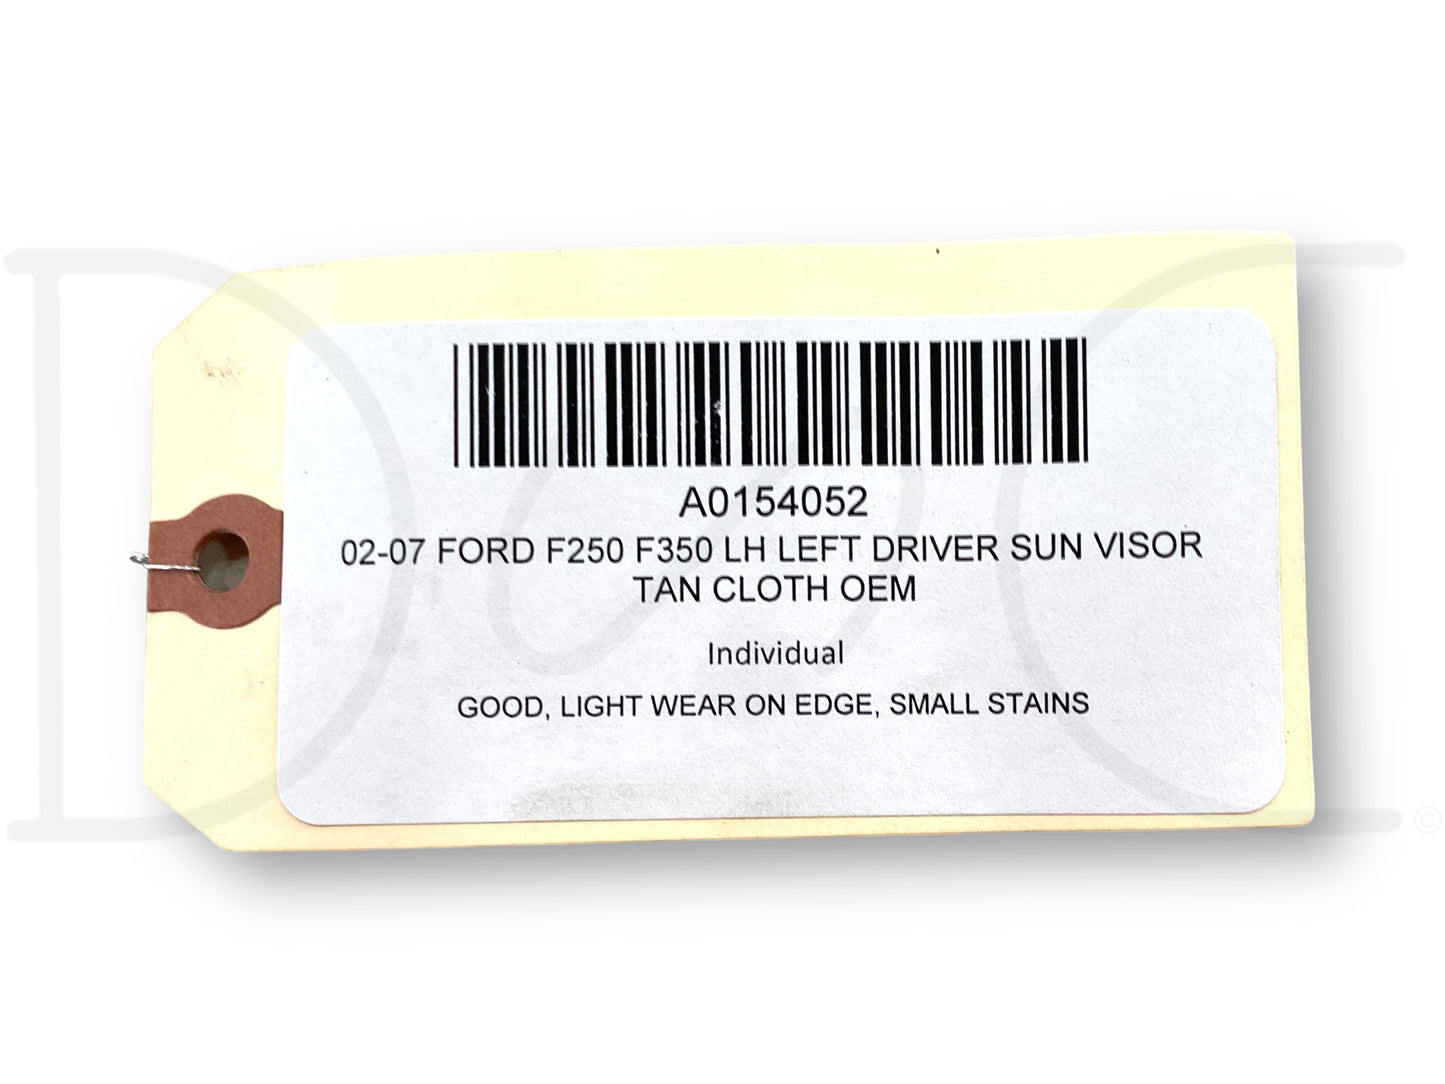 A0154052
02-07 FORD F250 F350 LH LEFT DRIVER SUN VISOR
TAN CLOTH OEM
Individual
GOOD, LIGHT WEAR ON EDGE, SMALL STAINS
©